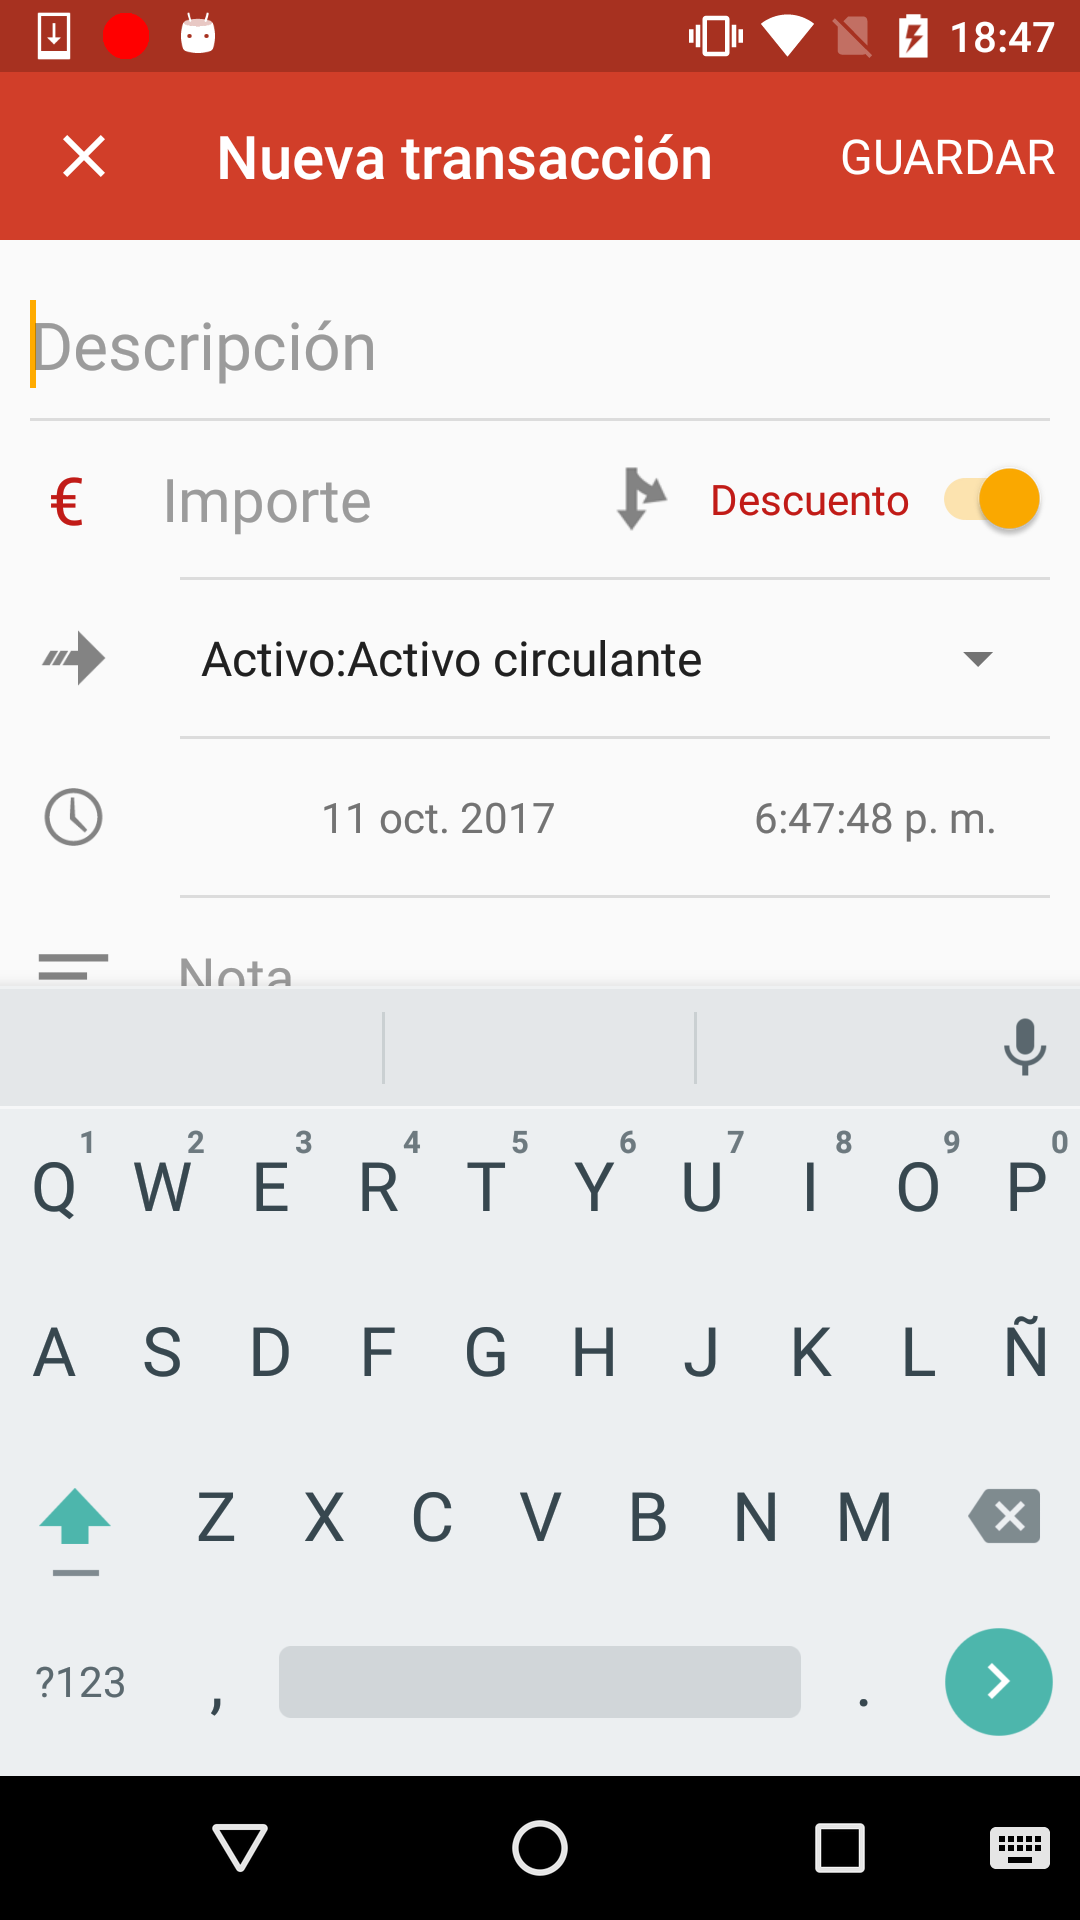 18:47
Nueva transacción GUARDAR
Descripción
€ Importe Descuento
Activo:Activo circulante
11 oct. 2017 6:47:48 p. m.
Nota
1 2 3 4 5 6 7 8 9 0
Q W E R T Y U I O P
A S D F G H J K L Ñ
Z X C V B N M
?123 , .